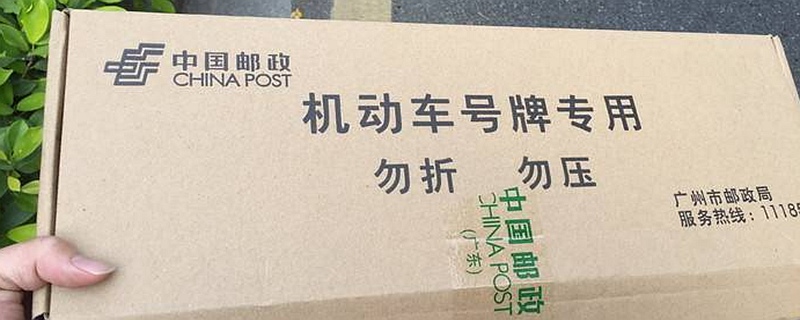 中国邮政
CHINA POST
机动车号牌专用
勿折 勿压
广州市邮政局
服务热线：11185
中国邮政
CHINA POST
(广东)